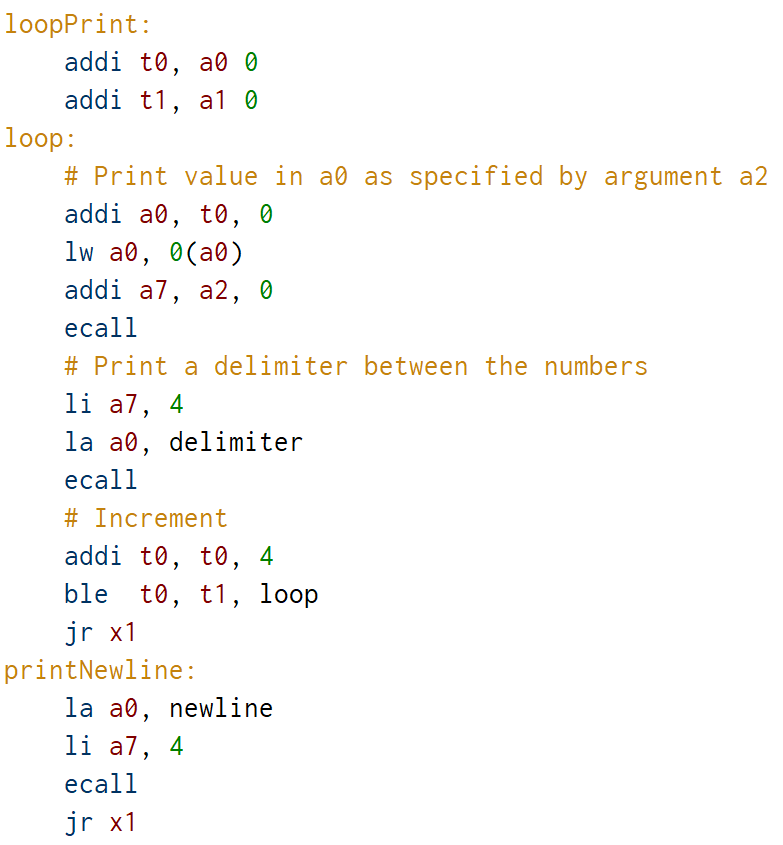 loopPrint:
    addi t0, a0 0
    addi t1, a1 0
loop:
    # Print value in a0 as specified by argument a2
    addi a0, t0, 0
    lw a0, 0(a0)
    addi a7, a2, 0
    ecall
    # Print a delimiter between the numbers
    li a7, 4
    la a0, delimiter
    ecall
    # Increment
    addi t0, t0, 4
    ble  t0, t1, loop
    jr x1
printNewline:
    la a0, newline
    li a7, 4
    ecall
    jr x1